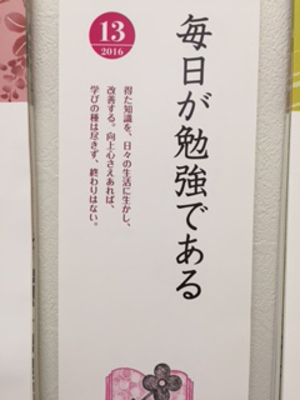 13
2016
毎日が勉強である
得た知識を、日々の生活に生かし、
改善する。向上心さえあれば、
学びの種は尽きず、終わりはない。